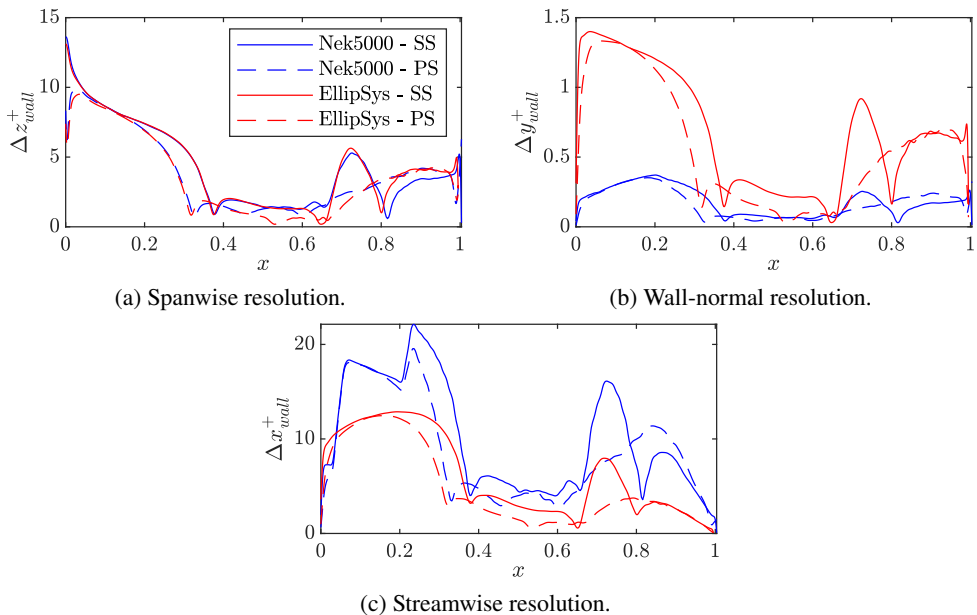 15
10
5
0
Δz⁺wall
0 0.2 0.4 0.6 0.8 1
x
Nek5000 - SS
Nek5000 - PS
EllipSys - SS
EllipSys - PS
(a) Spanwise resolution.
1.5
1
0.5
0
Δy⁺wall
0 0.2 0.4 0.6 0.8 1
x
(b) Wall-normal resolution.
20
10
0
Δx⁺wall
0 0.2 0.4 0.6 0.8 1
x
(c) Streamwise resolution.